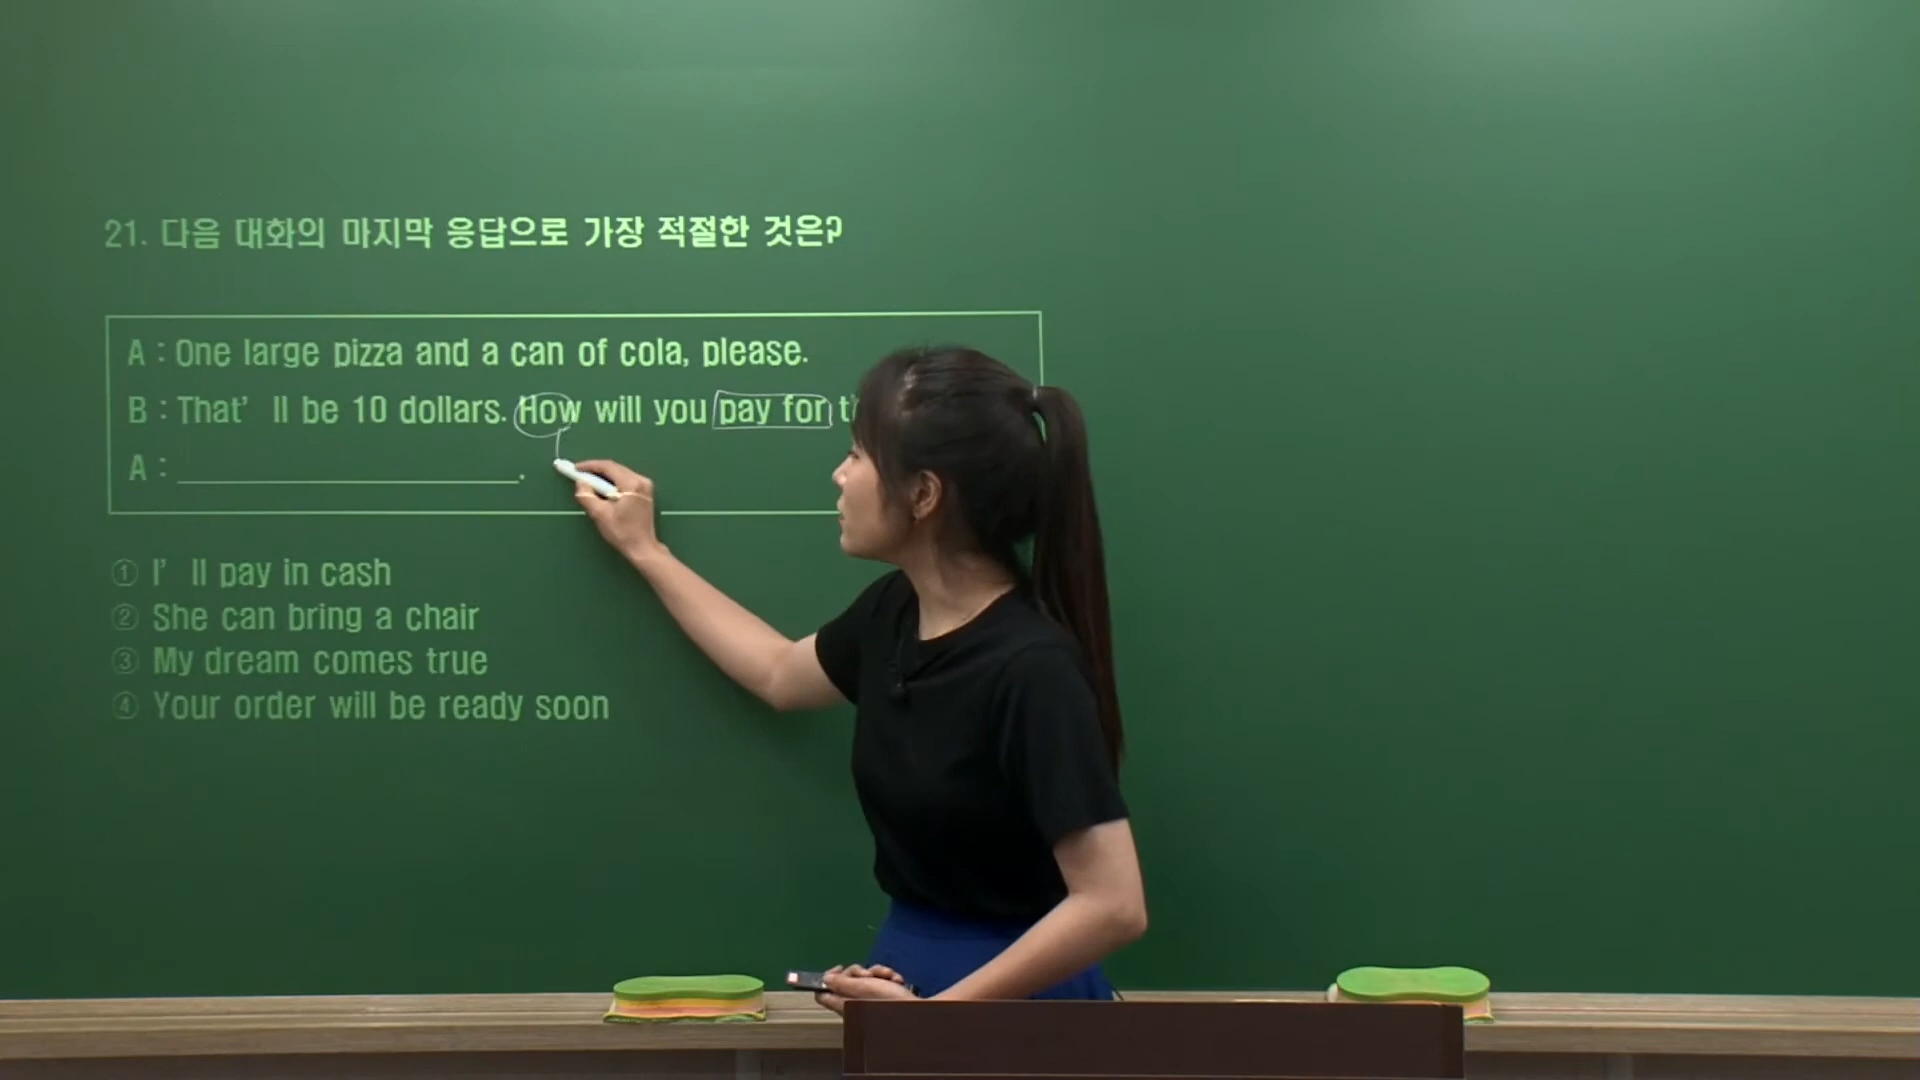 21. 다음 대화의 마지막 응답으로 가장 적절한 것은?
A : One large pizza and a can of cola, please.
B : That' ll be 10 dollars. How will you pay for
A : ____________________.
① I' ll pay in cash
② She can bring a chair
③ My dream comes true
④ Your order will be ready soon